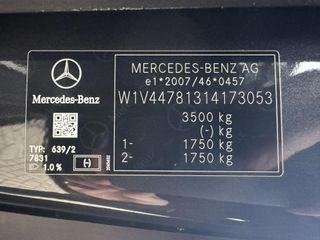 Mercedes-Benz
MERCEDES-BENZ AG
e1*2007/46*0457
W1V44781314173053
3500 kg
(-) kg
1- 1750 kg
2- 1750 kg
TYP: 639/2
7831
1.0 %
(-)